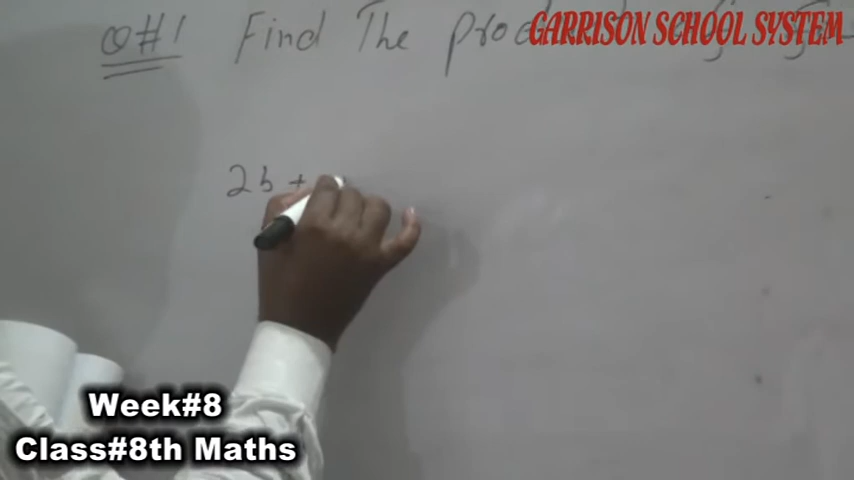 Q#1 Find The
GARRISON SCHOOL SYSTEM
2b +
Week#8
Class#8th Maths